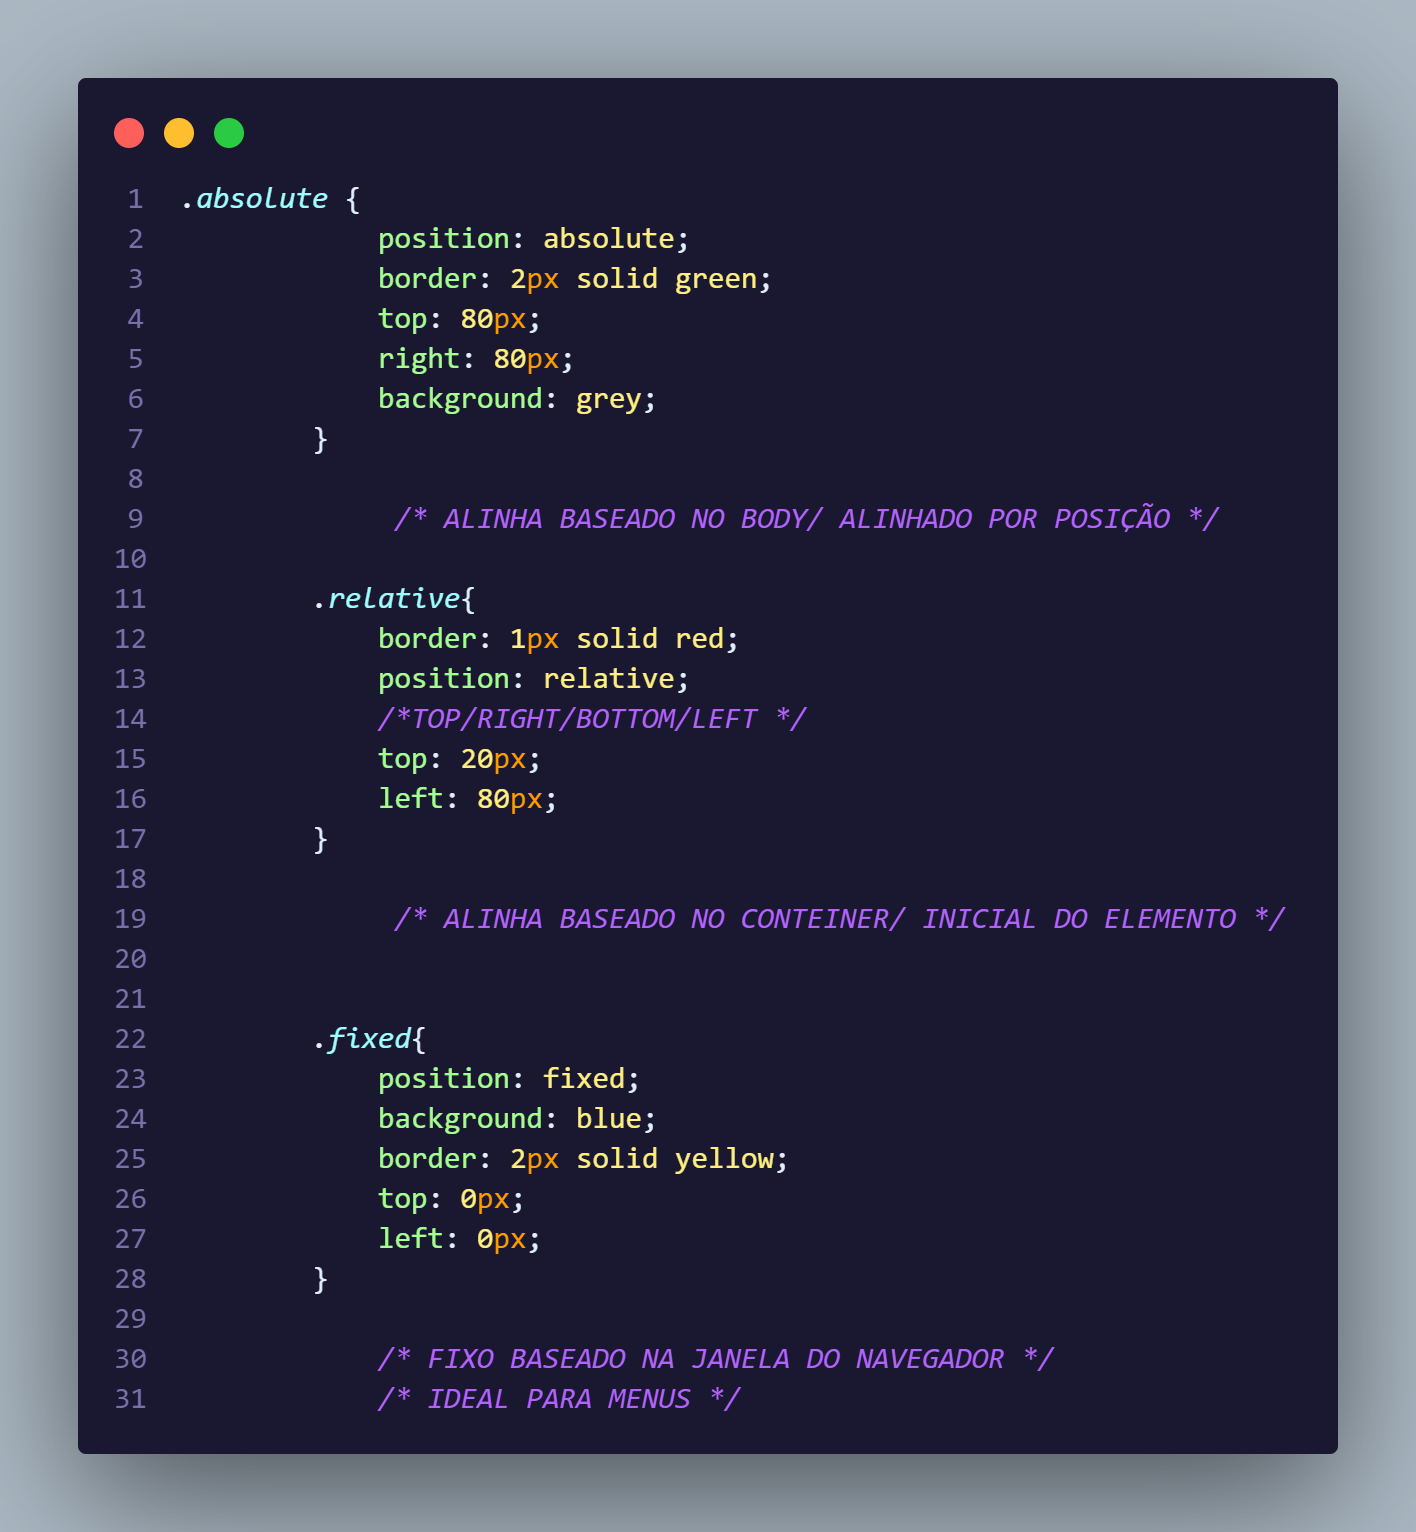 1 .absolute {
2 position: absolute;
3 border: 2px solid green;
4 top: 80px;
5 right: 80px;
6 background: grey;
7 }
8
9 /* ALINHA BASEADO NO BODY/ ALINHADO POR POSIÇÃO */
10
11 .relative{
12 border: 1px solid red;
13 position: relative;
14 /*TOP/RIGHT/BOTTOM/LEFT */
15 top: 20px;
16 left: 80px;
17 }
18
19 /* ALINHA BASEADO NO CONTEINER/ INICIAL DO ELEMENTO */
20
21
22 .fixed{
23 position: fixed;
24 background: blue;
25 border: 2px solid yellow;
26 top: 0px;
27 left: 0px;
28 }
29
30 /* FIXO BASEADO NA JANELA DO NAVEGADOR */
31 /* IDEAL PARA MENUS */